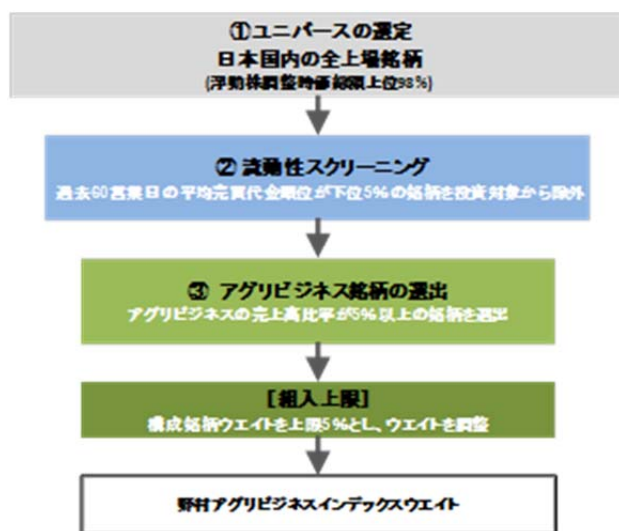 ①ユニバースの選定
日本国内の全上場銘柄
(浮動株調整時価総額上位98%)
② 流動性スクリーニング
過去60営業日の平均売買代金順位が下位5%の銘柄を投資対象から除外
③ アグリビジネス銘柄の選出
アグリビジネスの売上高比率が5%以上の銘柄を選出
[組入上限]
構成銘柄ウエイトを上限5%とし、ウエイトを調整
野村アグリビジネスインデックスウエイト